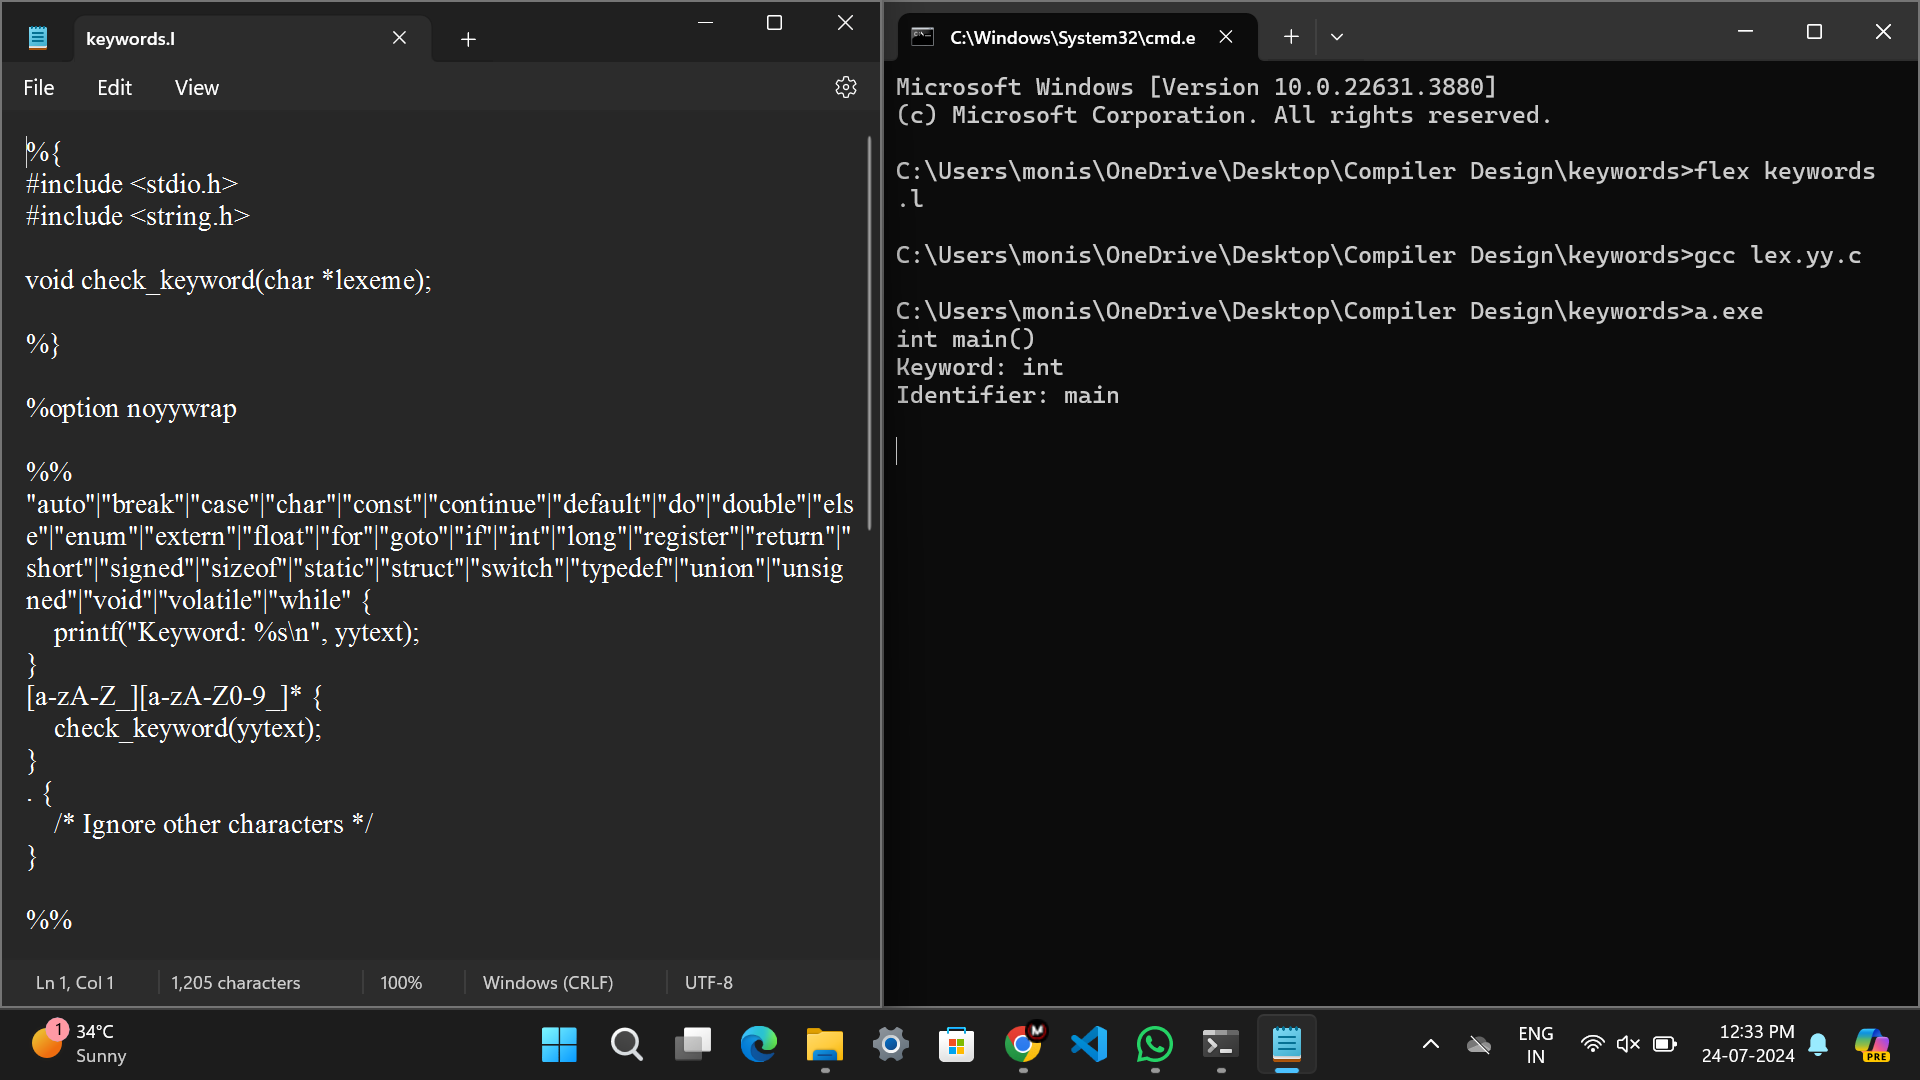 keywords.l
File Edit View
%{
#include <stdio.h>
#include <string.h>
void check_keyword(char *lexeme);
%}
%option noyywrap
%%
"auto"|"break"|"case"|"char"|"const"|"continue"|"default"|"do"|"double"|"els
e"|"enum"|"extern"|"float"|"for"|"goto"|"if"|"int"|"long"|"register"|"return"|"
short"|"signed"|"sizeof"|"static"|"struct"|"switch"|"typedef"|"union"|"unsig
ned"|"void"|"volatile"|"while" {
    printf("Keyword: %s\n", yytext);
}
[a-zA-Z_][a-zA-Z0-9_]* {
    check_keyword(yytext);
}
. {
    /* Ignore other characters */
}
%%
Ln 1, Col 1 1,205 characters 100% Windows (CRLF) UTF-8
C:\Windows\System32\cmd.e
Microsoft Windows [Version 10.0.22631.3880]
(c) Microsoft Corporation. All rights reserved.
C:\Users\monis\OneDrive\Desktop\Compiler Design\keywords>flex keywords
.l
C:\Users\monis\OneDrive\Desktop\Compiler Design\keywords>gcc lex.yy.c
C:\Users\monis\OneDrive\Desktop\Compiler Design\keywords>a.exe
int main()
Keyword: int
Identifier: main
1
34°C
Sunny
M
ENG
IN
12:33 PM
24-07-2024
PRE